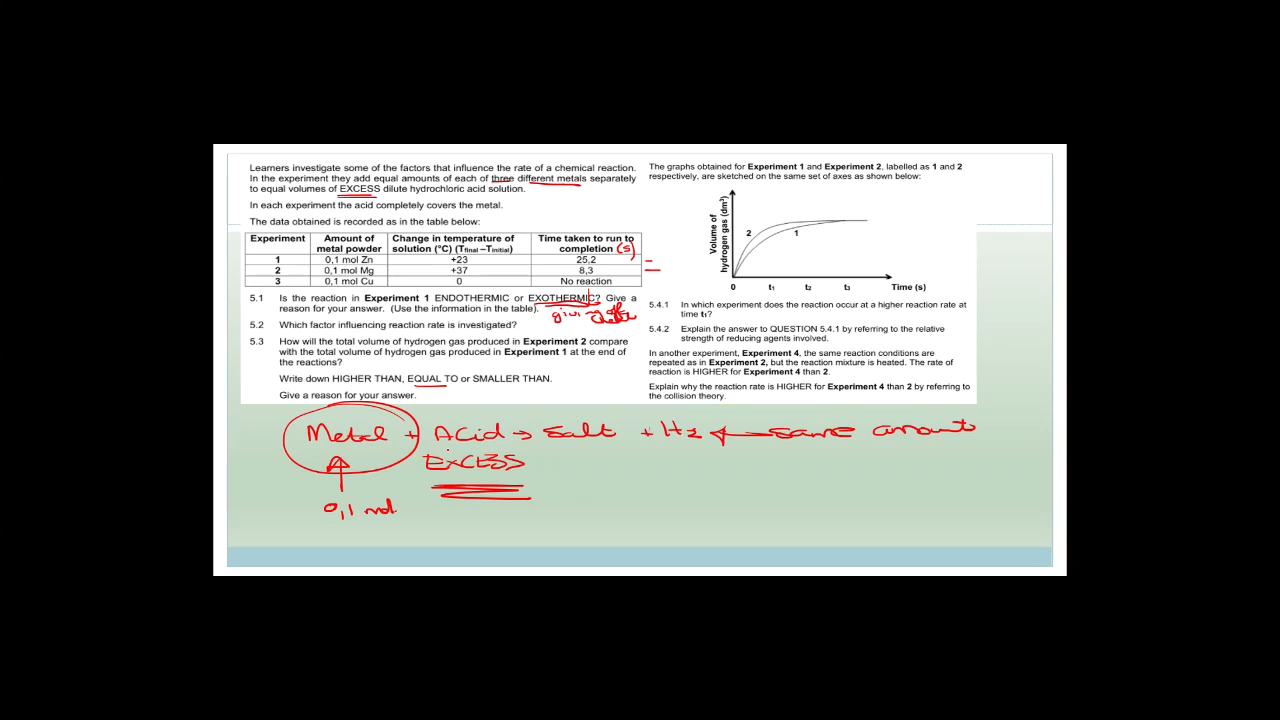 Learners investigate some of the factors that influence the rate of a chemical reaction.
In the experiment they add equal amounts of each of three different metals separately
to equal volumes of EXCESS dilute hydrochloric acid solution.
In each experiment the acid completely covers the metal.
The data obtained is recorded as in the table below:
Experiment Amount of metal powder Change in temperature of solution (°C) (Tfinal –Tinitial) Time taken to run to completion (s)
1 0,1 mol Zn +23 25,2
2 0,1 mol Mg +37 8,3
3 0,1 mol Cu 0 No reaction
5.1 Is the reaction in Experiment 1 ENDOTHERMIC or EXOTHERMIC? Give a
reason for your answer. (Use the information in the table).
giving off
5.2 Which factor influencing reaction rate is investigated?
5.3 How will the total volume of hydrogen gas produced in Experiment 2 compare
with the total volume of hydrogen gas produced in Experiment 1 at the end of
the reactions?
Write down HIGHER THAN, EQUAL TO or SMALLER THAN.
Give a reason for your answer.
The graphs obtained for Experiment 1 and Experiment 2, labelled as 1 and 2
respectively, are sketched on the same set of axes as shown below:
Volume of
hydrogen gas (dm³)
2 1
0 t₁ t₂ t₃ Time (s)
5.4.1 In which experiment does the reaction occur at a higher reaction rate at
time t₁?
5.4.2 Explain the answer to QUESTION 5.4.1 by referring to the relative
strength of reducing agents involved.
In another experiment, Experiment 4, the same reaction conditions are
repeated as in Experiment 2, but the reaction mixture is heated. The rate of
reaction is HIGHER for Experiment 4 than 2.
Explain why the reaction rate is HIGHER for Experiment 4 than 2 by referring to
the collision theory.
Metal + Acid → Salt + H2 ← same amount
EXCESS
0,1 mol